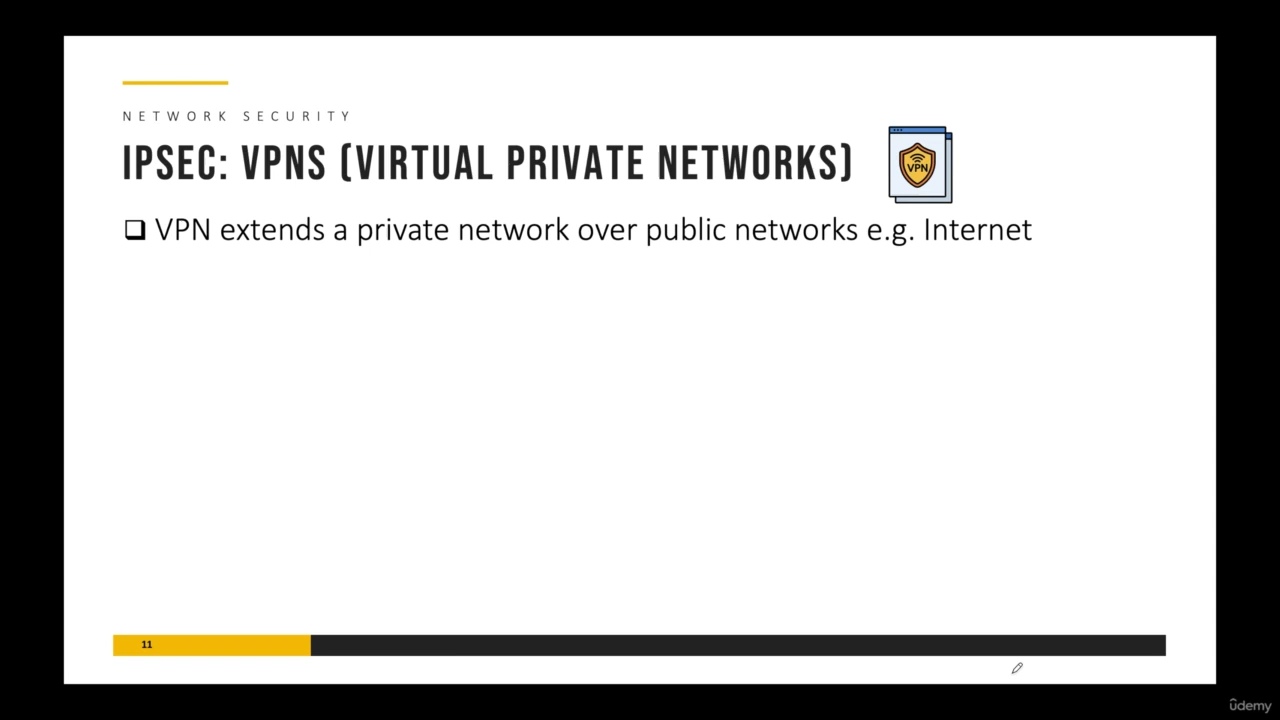 NETWORK SECURITY
IPSEC: VPNS (VIRTUAL PRIVATE NETWORKS)
VPN
❑ VPN extends a private network over public networks e.g. Internet
11
ûdemy